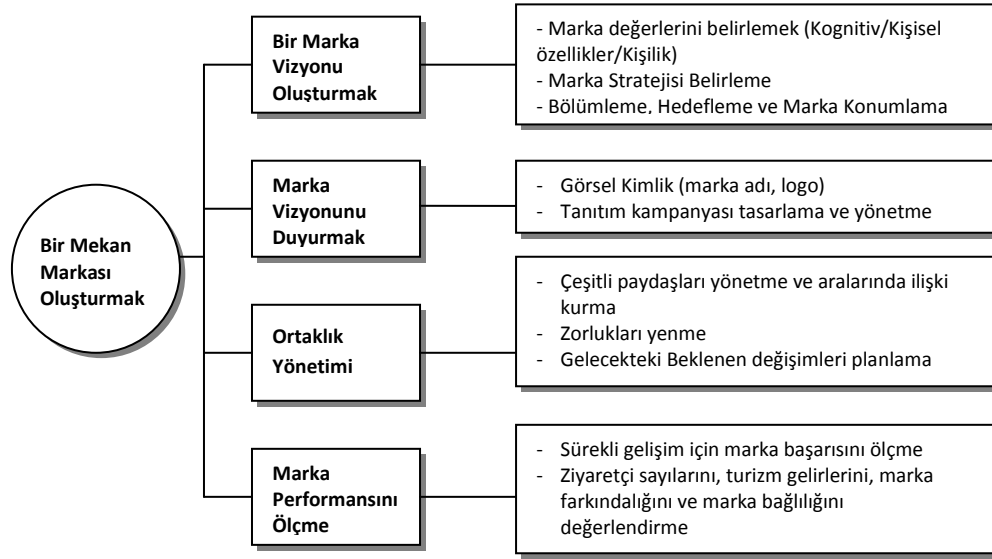 Bir Mekan
Markası
Oluşturmak
Bir Marka
Vizyonu
Oluşturmak
- Marka değerlerini belirlemek (Kognitiv/Kişisel
özellikler/Kişilik)
- Marka Stratejisi Belirleme
- Bölümleme, Hedefleme ve Marka Konumlama
Marka
Vizyonunu
Duyurmak
- Görsel Kimlik (marka adı, logo)
- Tanıtım kampanyası tasarlama ve yönetme
Ortaklık
Yönetimi
- Çeşitli paydaşları yönetme ve aralarında ilişki
kurma
- Zorlukları yenme
- Gelecekteki Beklenen değişimleri planlama
Marka
Performansını
Ölçme
- Sürekli gelişim için marka başarısını ölçme
- Ziyaretçi sayılarını, turizm gelirlerini, marka
farkındalığını ve marka bağlılığını
değerlendirme